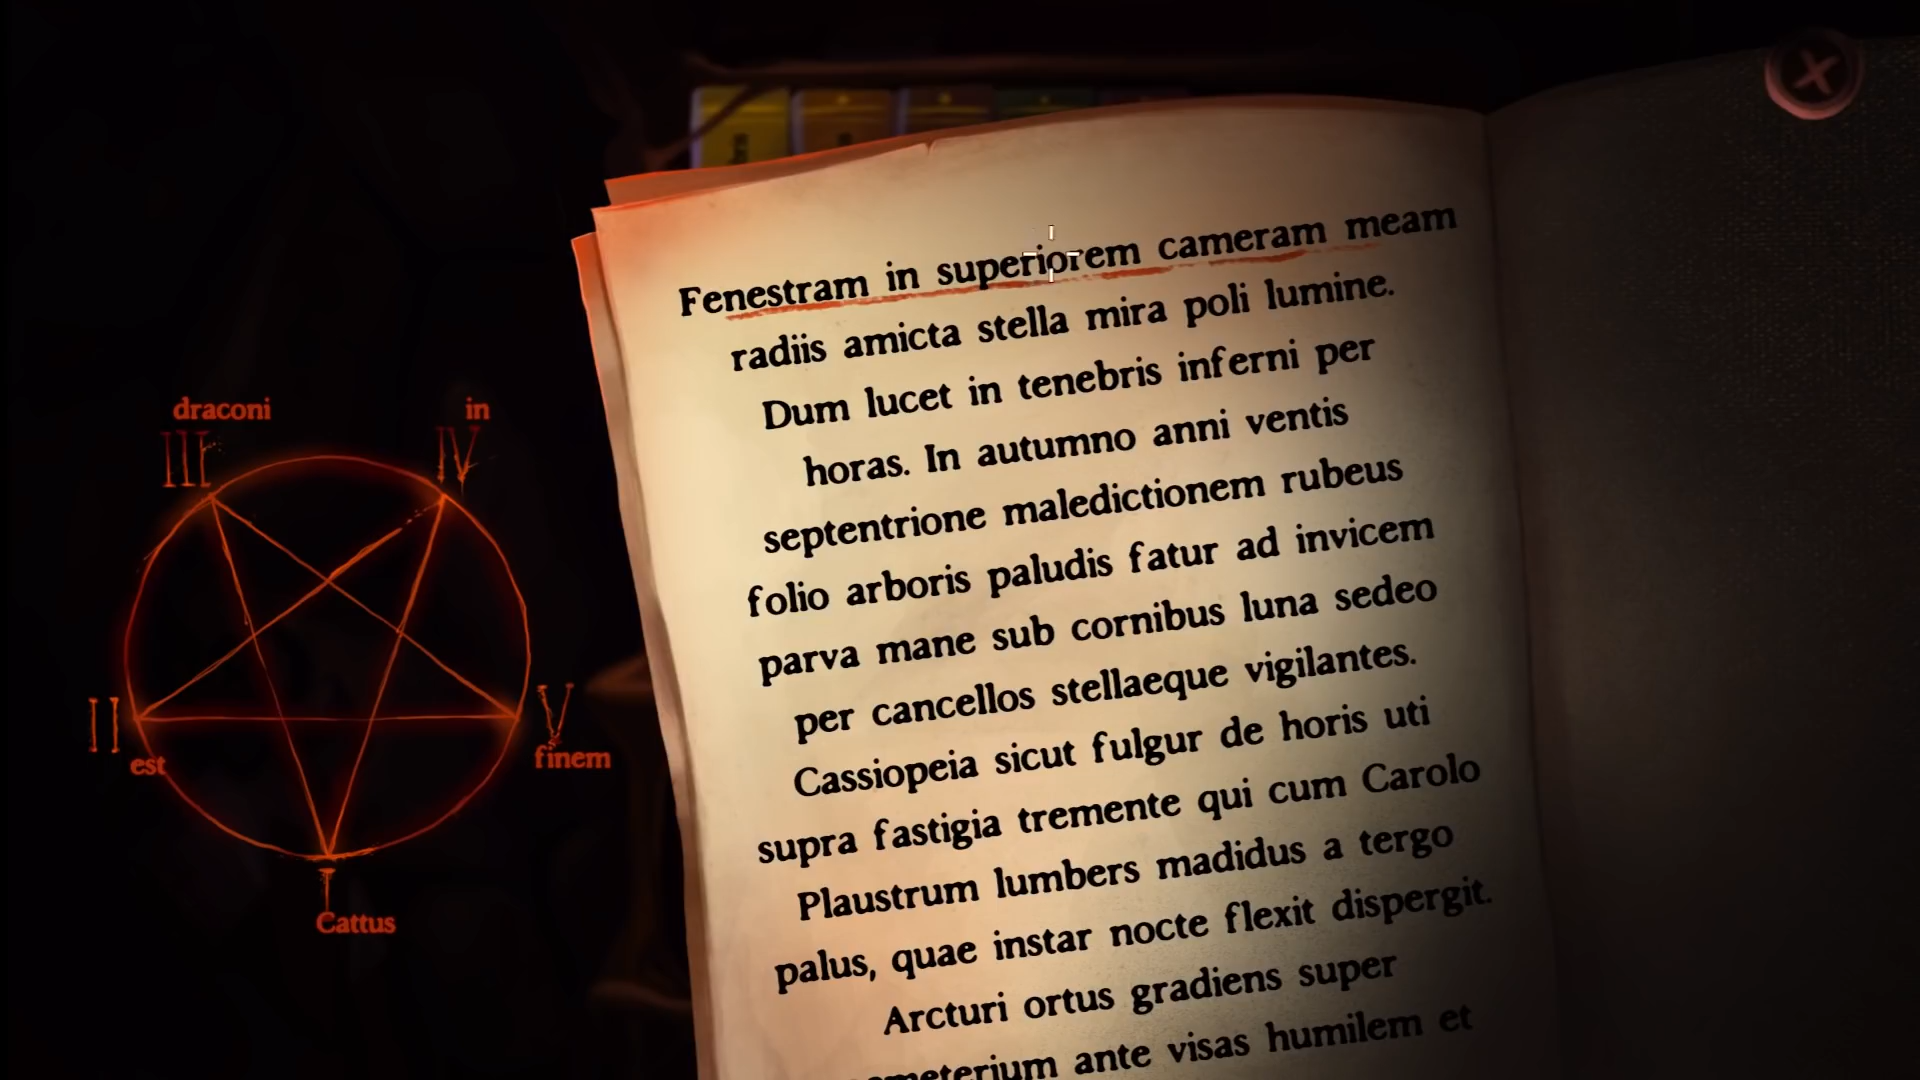 draconi
III
in
IV
II
est
V
finem
I
Cattus
Fenestram in superiorem cameram meam
radiis amicta stella mira poli lumine.
Dum lucet in tenebris inferni per
horas. In autumno anni ventis
septentrione maledictionem rubeus
folio arboris paludis fatur ad invicem
parva mane sub cornibus luna sedeo
per cancellos stellaeque vigilantes.
Cassiopeia sicut fulgur de horis uti
supra fastigia tremente qui cum Carolo
Plaustrum lumbers madidus a tergo
palus, quae instar nocte flexit dispergit.
Arcturi ortus gradiens super
ante visas humilem et